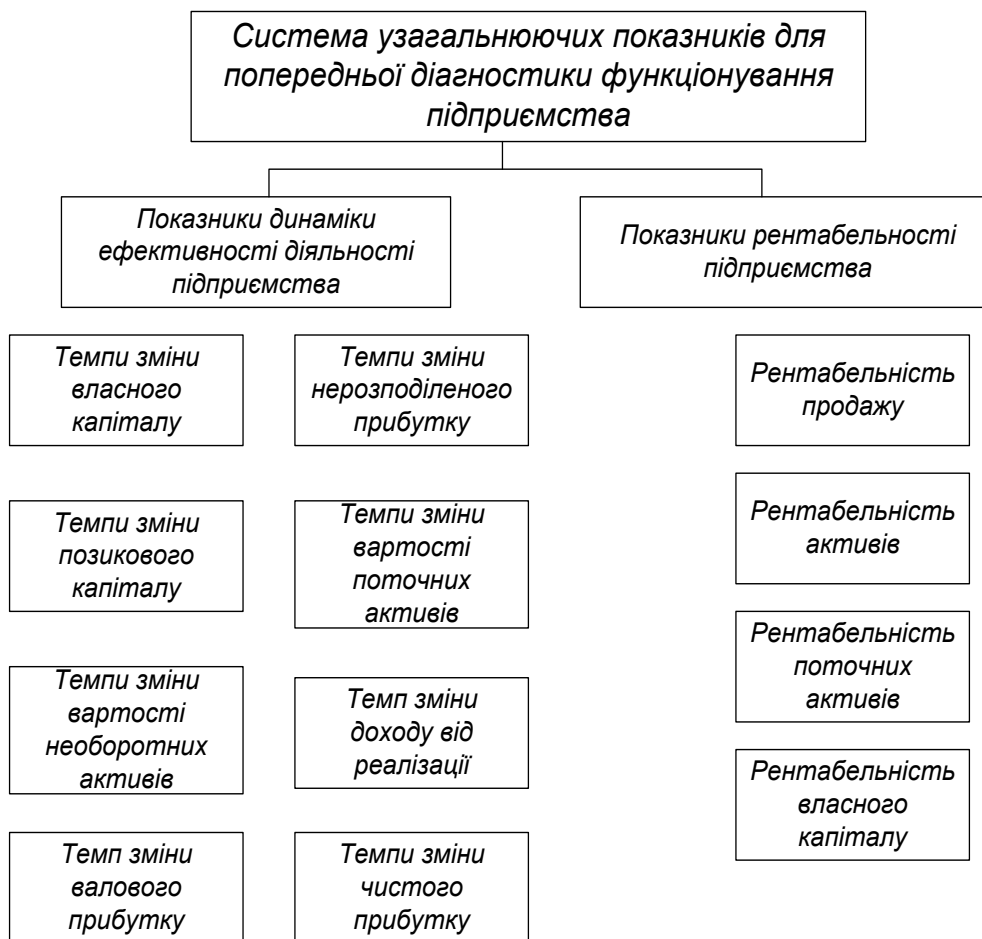 Система узагальнюючих показників для
попередньої діагностики функціонування
підприємства
Показники динаміки
ефективності діяльності
підприємства
Показники рентабельності
підприємства
Темпи зміни
власного
капіталу
Темпи зміни
нерозподіленого
прибутку
Рентабельність
продажу
Темпи зміни
позикового
капіталу
Темпи зміни
вартості
поточних
активів
Рентабельність
активів
Темпи зміни
вартості
необоротних
активів
Темп зміни
доходу від
реалізації
Рентабельність
поточних
активів
Темп зміни
валового
прибутку
Темпи зміни
чистого
прибутку
Рентабельність
власного
капіталу